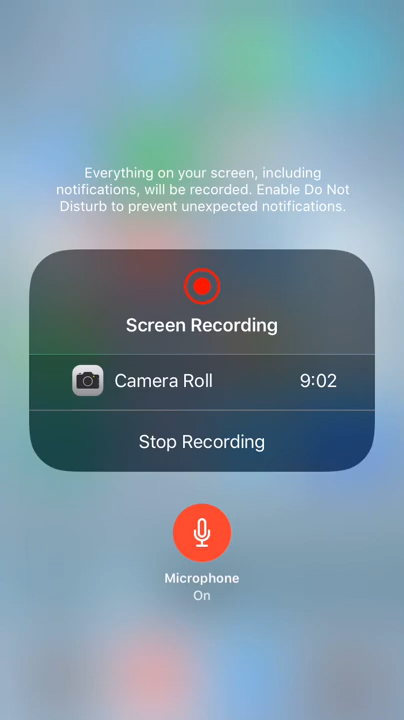 Everything on your screen, including
notifications, will be recorded. Enable Do Not
Disturb to prevent unexpected notifications.
Screen Recording
Camera Roll 9:02
Stop Recording
Microphone
On